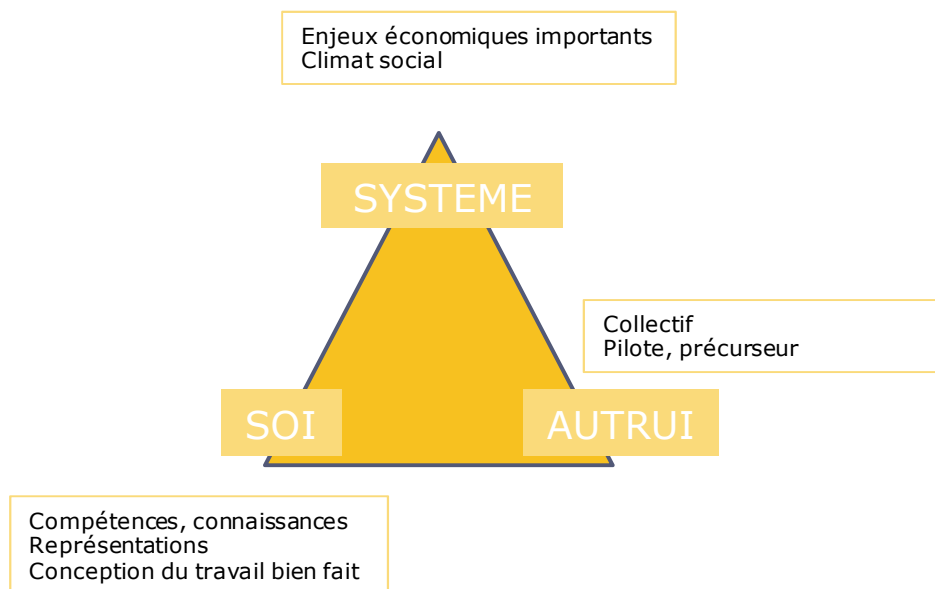 Enjeux économiques importants
Climat social
SYSTEME
Collectif
Pilote, précurseur
SOI
AUTRUI
Compétences, connaissances
Représentations
Conception du travail bien fait